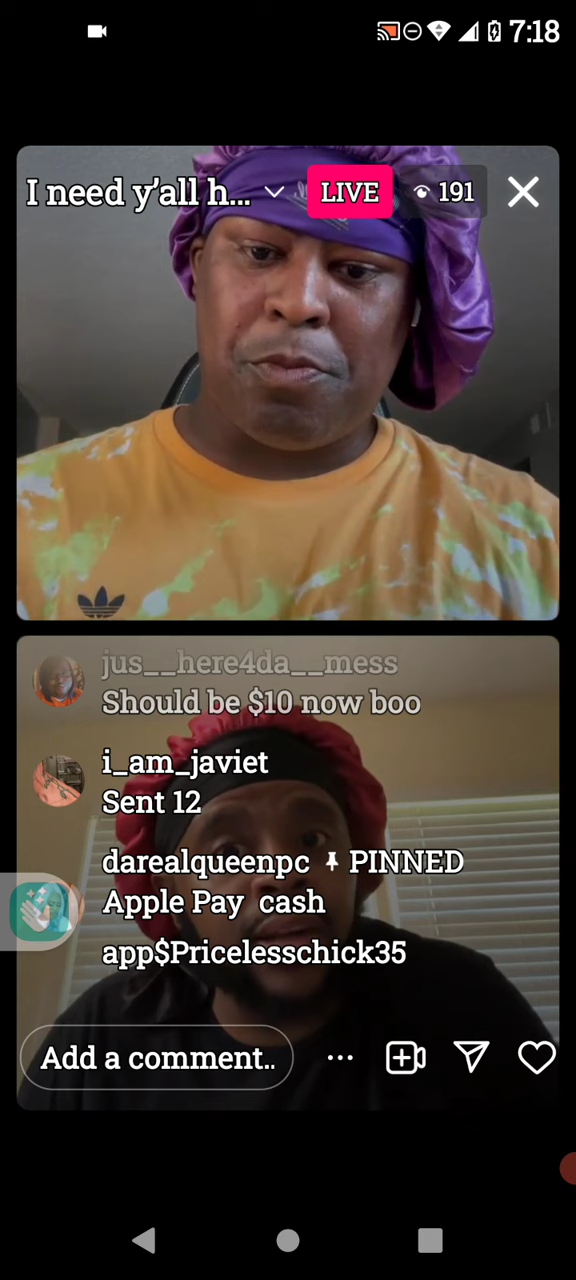 7:18
I need y'all h...
LIVE
191
jus__here4da__mess
Should be $10 now boo
i_am_javiet
Sent 12
darealqueenpc PINNED
Apple Pay cash
app$Pricelesschick35
Add a comment..